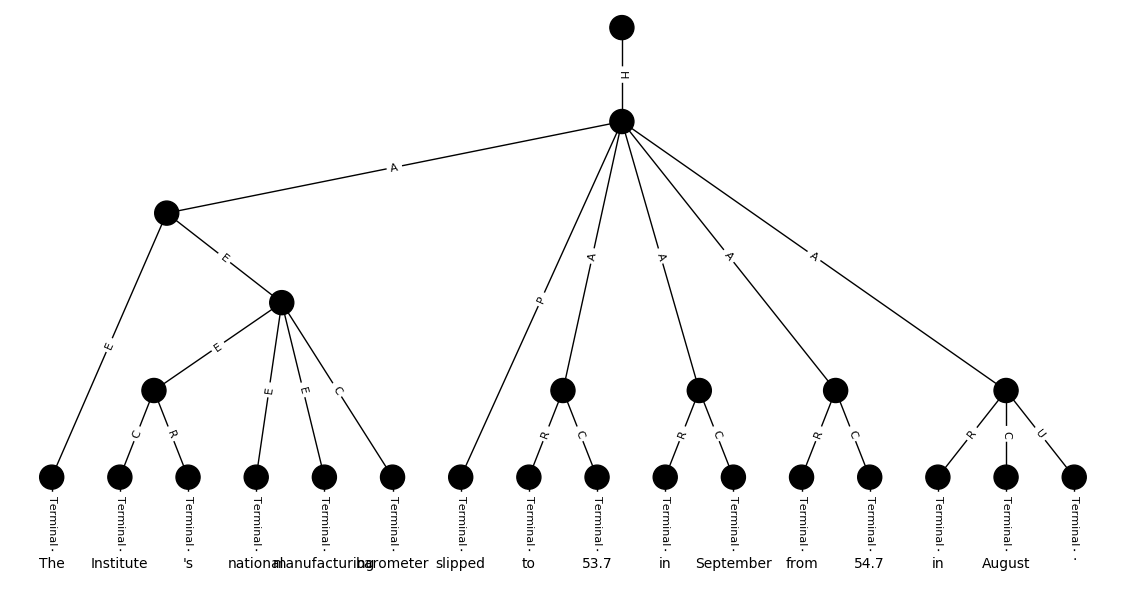 H
A
E
A
A
A
A
P
E
E
E
E
E
C
C
R
R
C
R
C
R
C
R
C
U
Terminal Terminal Terminal Terminal Terminal Terminal Terminal Terminal Terminal Terminal Terminal Terminal Terminal Terminal Terminal Terminal
The Institute 's national manufacturing barometer slipped to 53.7 in September from 54.7 in August .